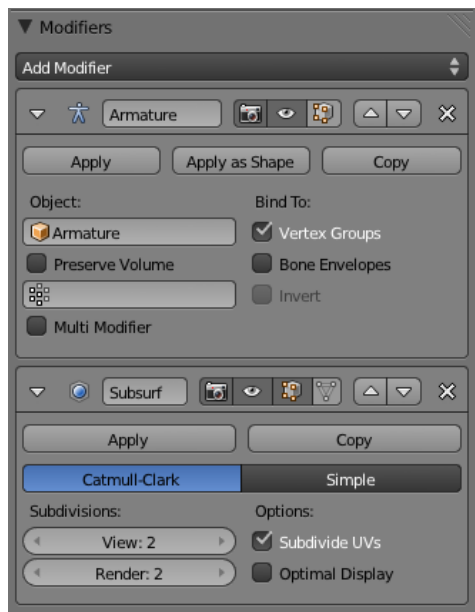 Modifiers
Add Modifier
Armature
Apply Apply as Shape Copy
Object: Bind To:
Armature Vertex Groups
Preserve Volume Bone Envelopes
Invert
Multi Modifier
Subsurf
Apply Copy
Catmull-Clark Simple
Subdivisions: Options:
View: 2 Subdivide UVs
Render: 2 Optimal Display